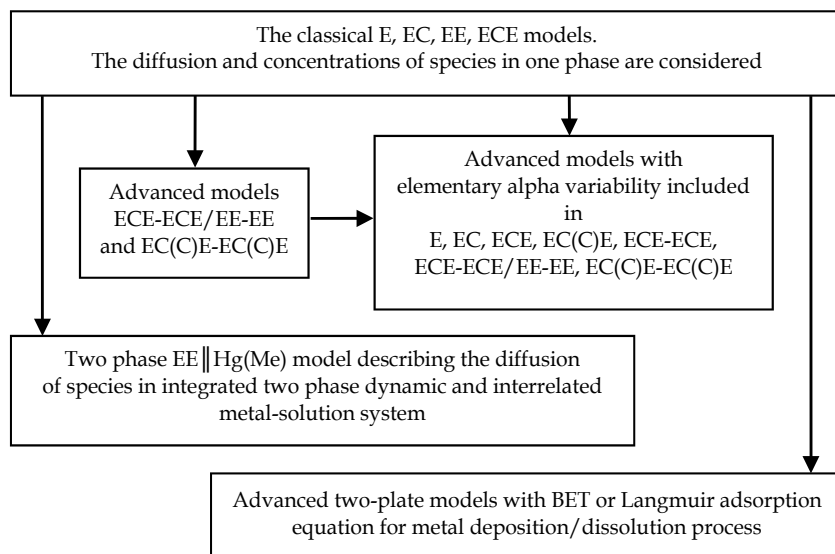 The classical E, EC, EE, ECE models.
The diffusion and concentrations of species in one phase are considered
Advanced models
ECE-ECE/EE-EE
and EC(C)E-EC(C)E
Advanced models with
elementary alpha variability included
in
E, EC, ECE, EC(C)E, ECE-ECE,
ECE-ECE/EE-EE, EC(C)E-EC(C)E
Two phase EE‖Hg(Me) model describing the diffusion
of species in integrated two phase dynamic and interrelated
metal-solution system
Advanced two-plate models with BET or Langmuir adsorption
equation for metal deposition/dissolution process